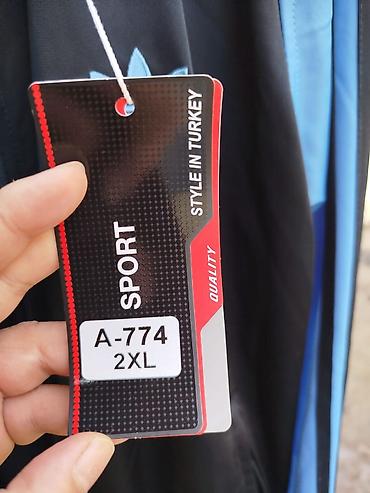 STYLE IN TURKEY
SPORT
QUALITY
A-774
2XL